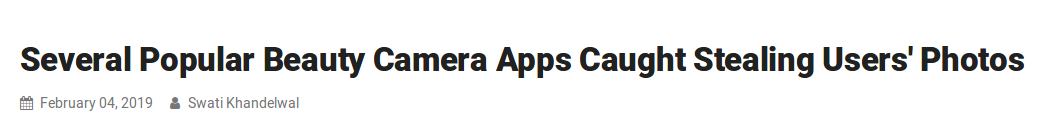 Several Popular Beauty Camera Apps Caught Stealing Users' Photos
February 04, 2019 Swati Khandelwal